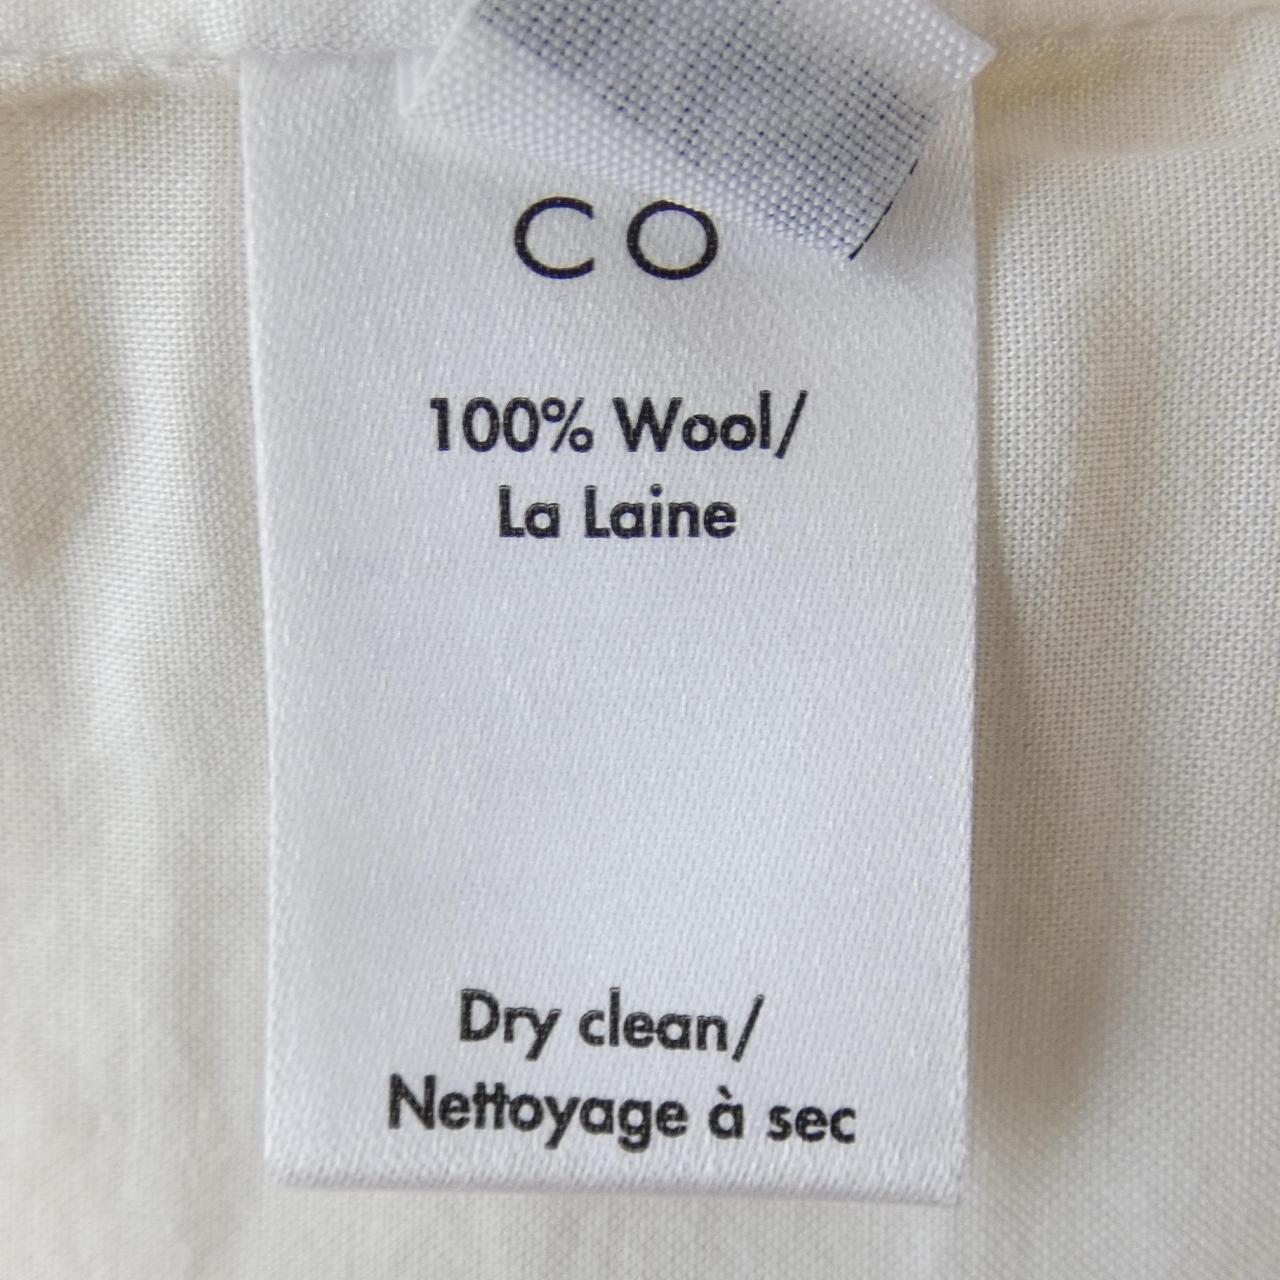 CO
100% Wool/
La Laine
Dry clean/
Nettoyage à sec